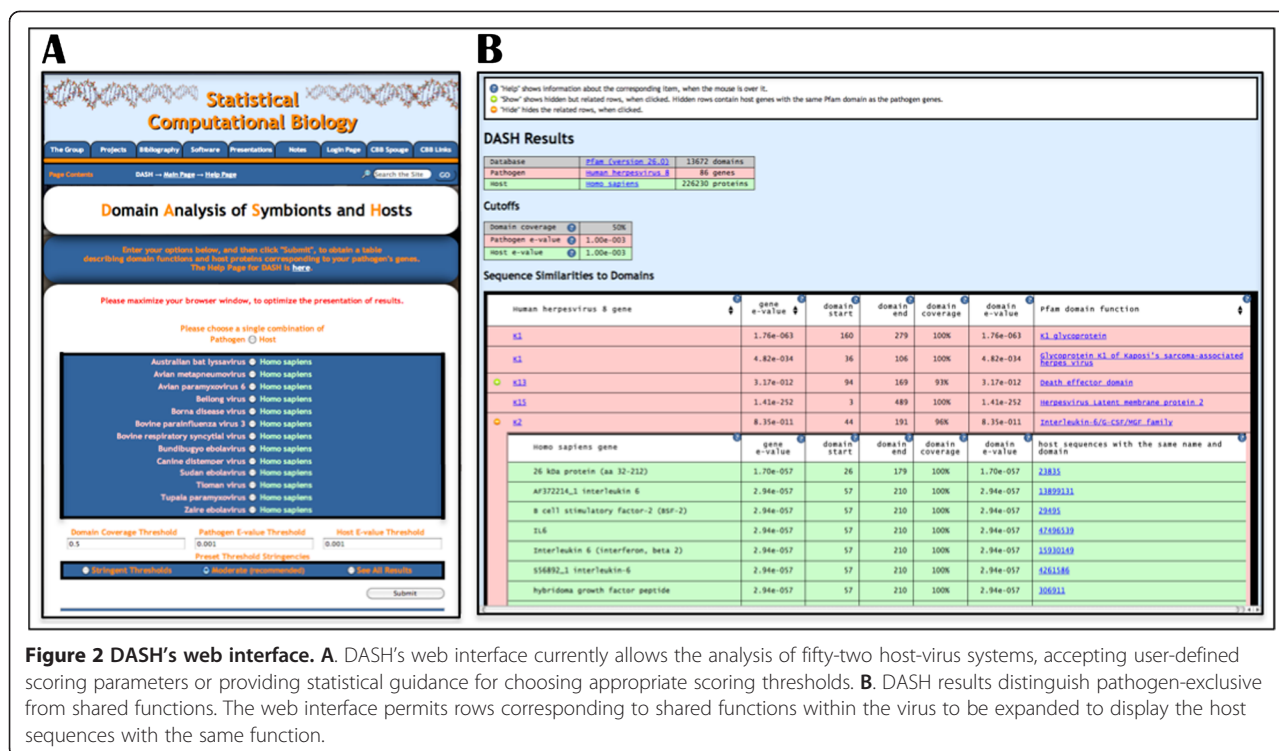 A
Statistical
Computational Biology
The Group Projects Bibliography Software Presentations Notes Login Page CBB Spouge CBB Links
Page Contents DASH → Main Page → Help Page Search the Site GO
Domain Analysis of Symbionts and Hosts
Enter your options below, and then click "Submit", to obtain a table
describing domain functions and host proteins corresponding to your pathogen's genes.
The Help Page for DASH is here.
Please maximize your browser window, to optimize the presentation of results.
Please choose a single combination of
Pathogen Host
Australian bat lyssavirus Homo sapiens
Avian metapneumovirus Homo sapiens
Avian paramyxovirus 6 Homo sapiens
Beilong virus Homo sapiens
Borna disease virus Homo sapiens
Bovine parainfluenza virus 3 Homo sapiens
Bovine respiratory syncytial virus Homo sapiens
Bundibugyo ebolavirus Homo sapiens
Canine distemper virus Homo sapiens
Sudan ebolavirus Homo sapiens
Tioman virus Homo sapiens
Tupaia paramyxovirus Homo sapiens
Zaire ebolavirus Homo sapiens
Domain Coverage Threshold Pathogen E-value Threshold Host E-value Threshold
0.5 0.001 0.001
Preset Threshold Stringencies
Stringent Thresholds Moderate (recommended) See All Results
Submit
B
? "Help" shows information about the corresponding item, when the mouse is over it.
"Show" shows hidden but related rows, when clicked. Hidden rows contain host genes with the same Pfam domain as the pathogen genes.
"Hide" hides the related rows, when clicked.
DASH Results
Database Pfam (version 26.0) 13672 domains
Pathogen Human herpesvirus 8 86 genes
Host Homo sapiens 226230 proteins
Cutoffs
Domain coverage ? 50%
Pathogen e-value ? 1.00e-003
Host e-value ? 1.00e-003
Sequence Similarities to Domains
Human herpesvirus 8 gene gene e-value domain start domain end domain coverage domain e-value Pfam domain function
K1 1.76e-063 160 279 100% 1.76e-063 K1 glycoprotein
K1 4.82e-034 36 106 100% 4.82e-034 Glycoprotein K1 of Kaposi's sarcoma-associated herpes virus
K13 3.17e-012 94 169 93% 3.17e-012 Death effector domain
K15 1.41e-252 3 489 100% 1.41e-252 Herpesvirus Latent membrane protein 2
K2 8.35e-011 44 191 96% 8.35e-011 Interleukin-6/G-CSF/MGF family
Homo sapiens gene gene e-value domain start domain end domain coverage domain e-value host sequences with the same name and domain
26 kDa protein (aa 32-212) 1.70e-057 26 179 100% 1.70e-057 23835
AF372214_1 interleukin 6 2.94e-057 57 210 100% 2.94e-057 13899131
B cell stimulatory factor-2 (BSF-2) 2.94e-057 57 210 100% 2.94e-057 29495
IL6 2.94e-057 57 210 100% 2.94e-057 47496539
Interleukin 6 (interferon, beta 2) 2.94e-057 57 210 100% 2.94e-057 15930149
S56892_1 interleukin-6 2.94e-057 57 210 100% 2.94e-057 4261586
hybridoma growth factor peptide 2.94e-057 57 210 100% 2.94e-057 306911
Figure 2 DASH's web interface. A. DASH's web interface currently allows the analysis of fifty-two host-virus systems, accepting user-defined
scoring parameters or providing statistical guidance for choosing appropriate scoring thresholds. B. DASH results distinguish pathogen-exclusive
from shared functions. The web interface permits rows corresponding to shared functions within the virus to be expanded to display the host
sequences with the same function.